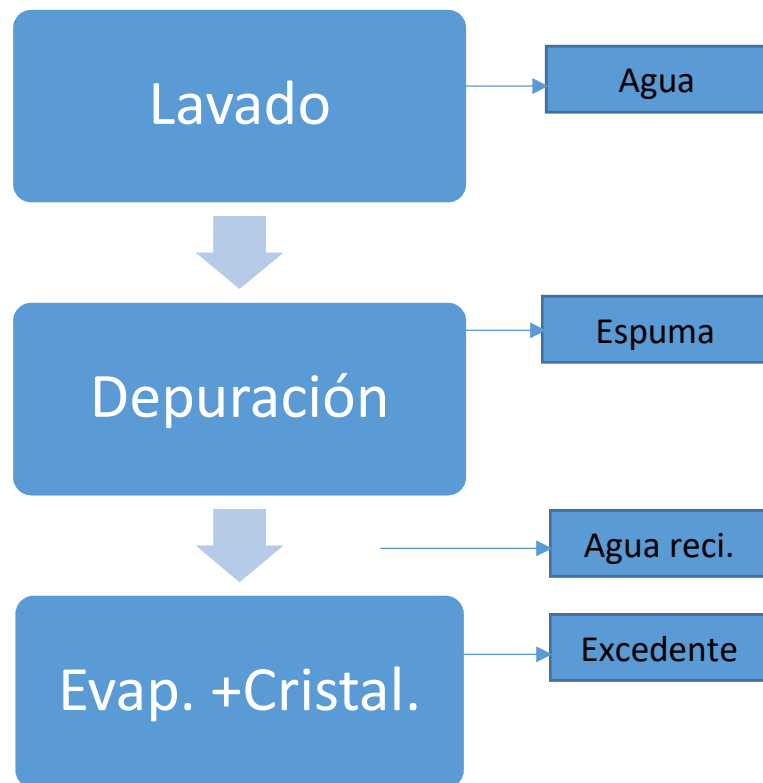 Lavado
Agua
Depuración
Espuma
Agua reci.
Evap. +Cristal.
Excedente